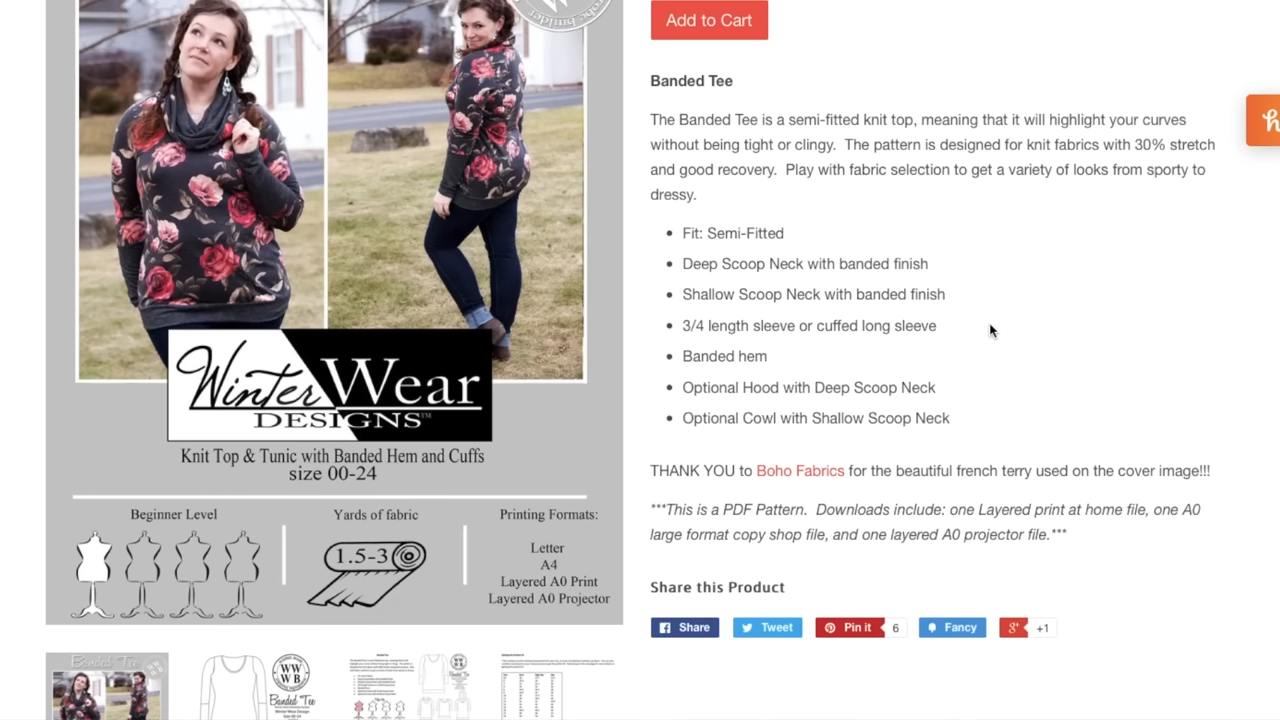 Add to Cart
Banded Tee
The Banded Tee is a semi-fitted knit top, meaning that it will highlight your curves
without being tight or clingy. The pattern is designed for knit fabrics with 30% stretch
and good recovery. Play with fabric selection to get a variety of looks from sporty to
dressy.
Fit: Semi-Fitted
Deep Scoop Neck with banded finish
Shallow Scoop Neck with banded finish
3/4 length sleeve or cuffed long sleeve
Banded hem
Optional Hood with Deep Scoop Neck
Optional Cowl with Shallow Scoop Neck
THANK YOU to Boho Fabrics for the beautiful french terry used on the cover image!!!
***This is a PDF Pattern. Downloads include: one Layered print at home file, one A0
large format copy shop file, and one layered A0 projector file.***
Share this Product
Share
Tweet
Pin it 6
Fancy
g+ +1
Winter Wear
DESIGNS™
Knit Top & Tunic with Banded Hem and Cuffs
size 00-24
Beginner Level
Yards of fabric
1.5-3
Printing Formats:
Letter
A4
Layered A0 Print
Layered A0 Projector
Banded Tee
WW
WB
Banded Tee